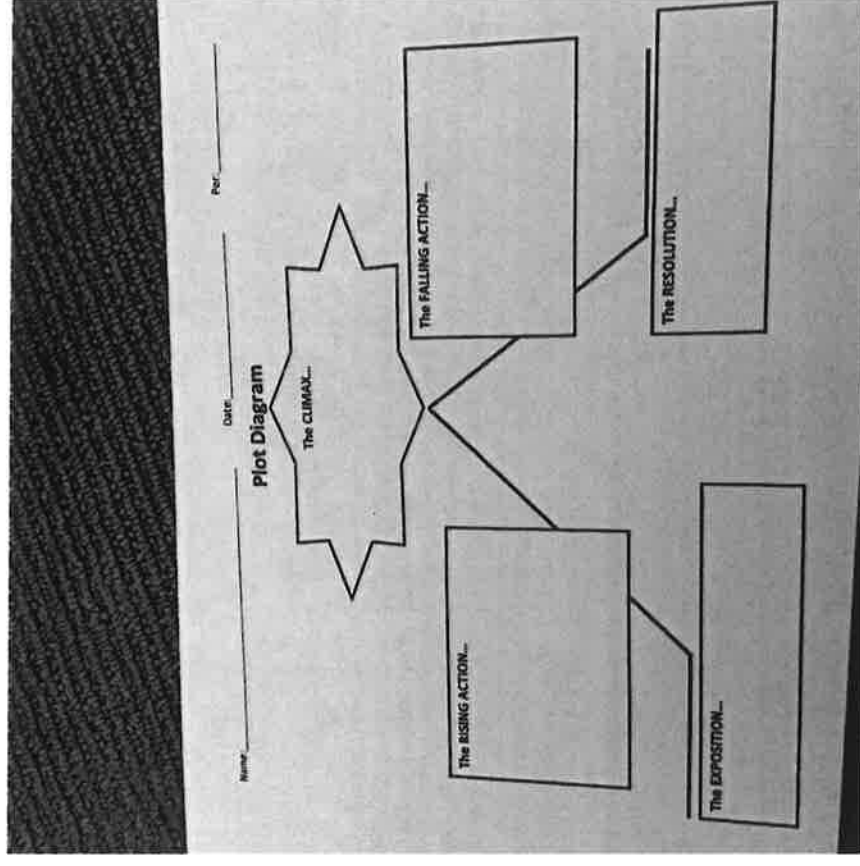 Name:
Date:
Per:
Plot Diagram
The CLIMAX...
The RISING ACTION...
The FALLING ACTION...
The EXPOSITION...
The RESOLUTION...